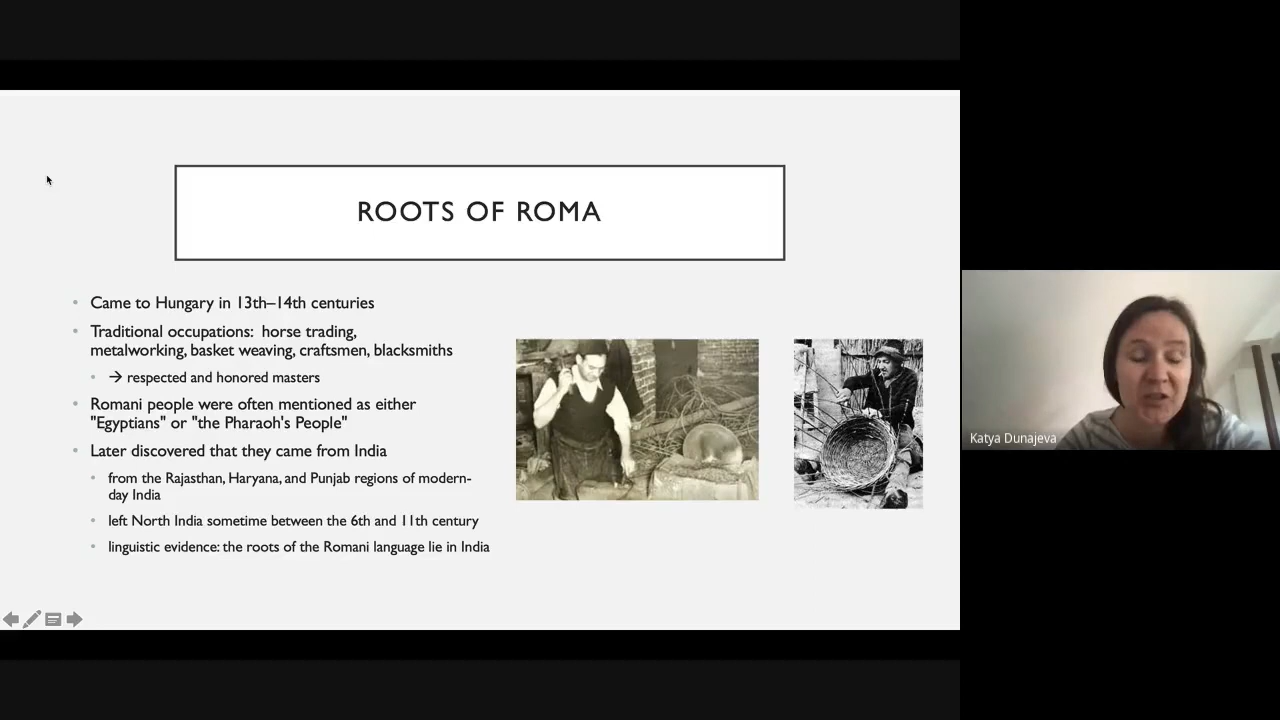 ROOTS OF ROMA
Came to Hungary in 13th–14th centuries
Traditional occupations: horse trading,
metalworking, basket weaving, craftsmen, blacksmiths
→ respected and honored masters
Romani people were often mentioned as either
"Egyptians" or "the Pharaoh's People"
Later discovered that they came from India
from the Rajasthan, Haryana, and Punjab regions of modern-
day India
left North India sometime between the 6th and 11th century
linguistic evidence: the roots of the Romani language lie in India
Katya Dunajeva